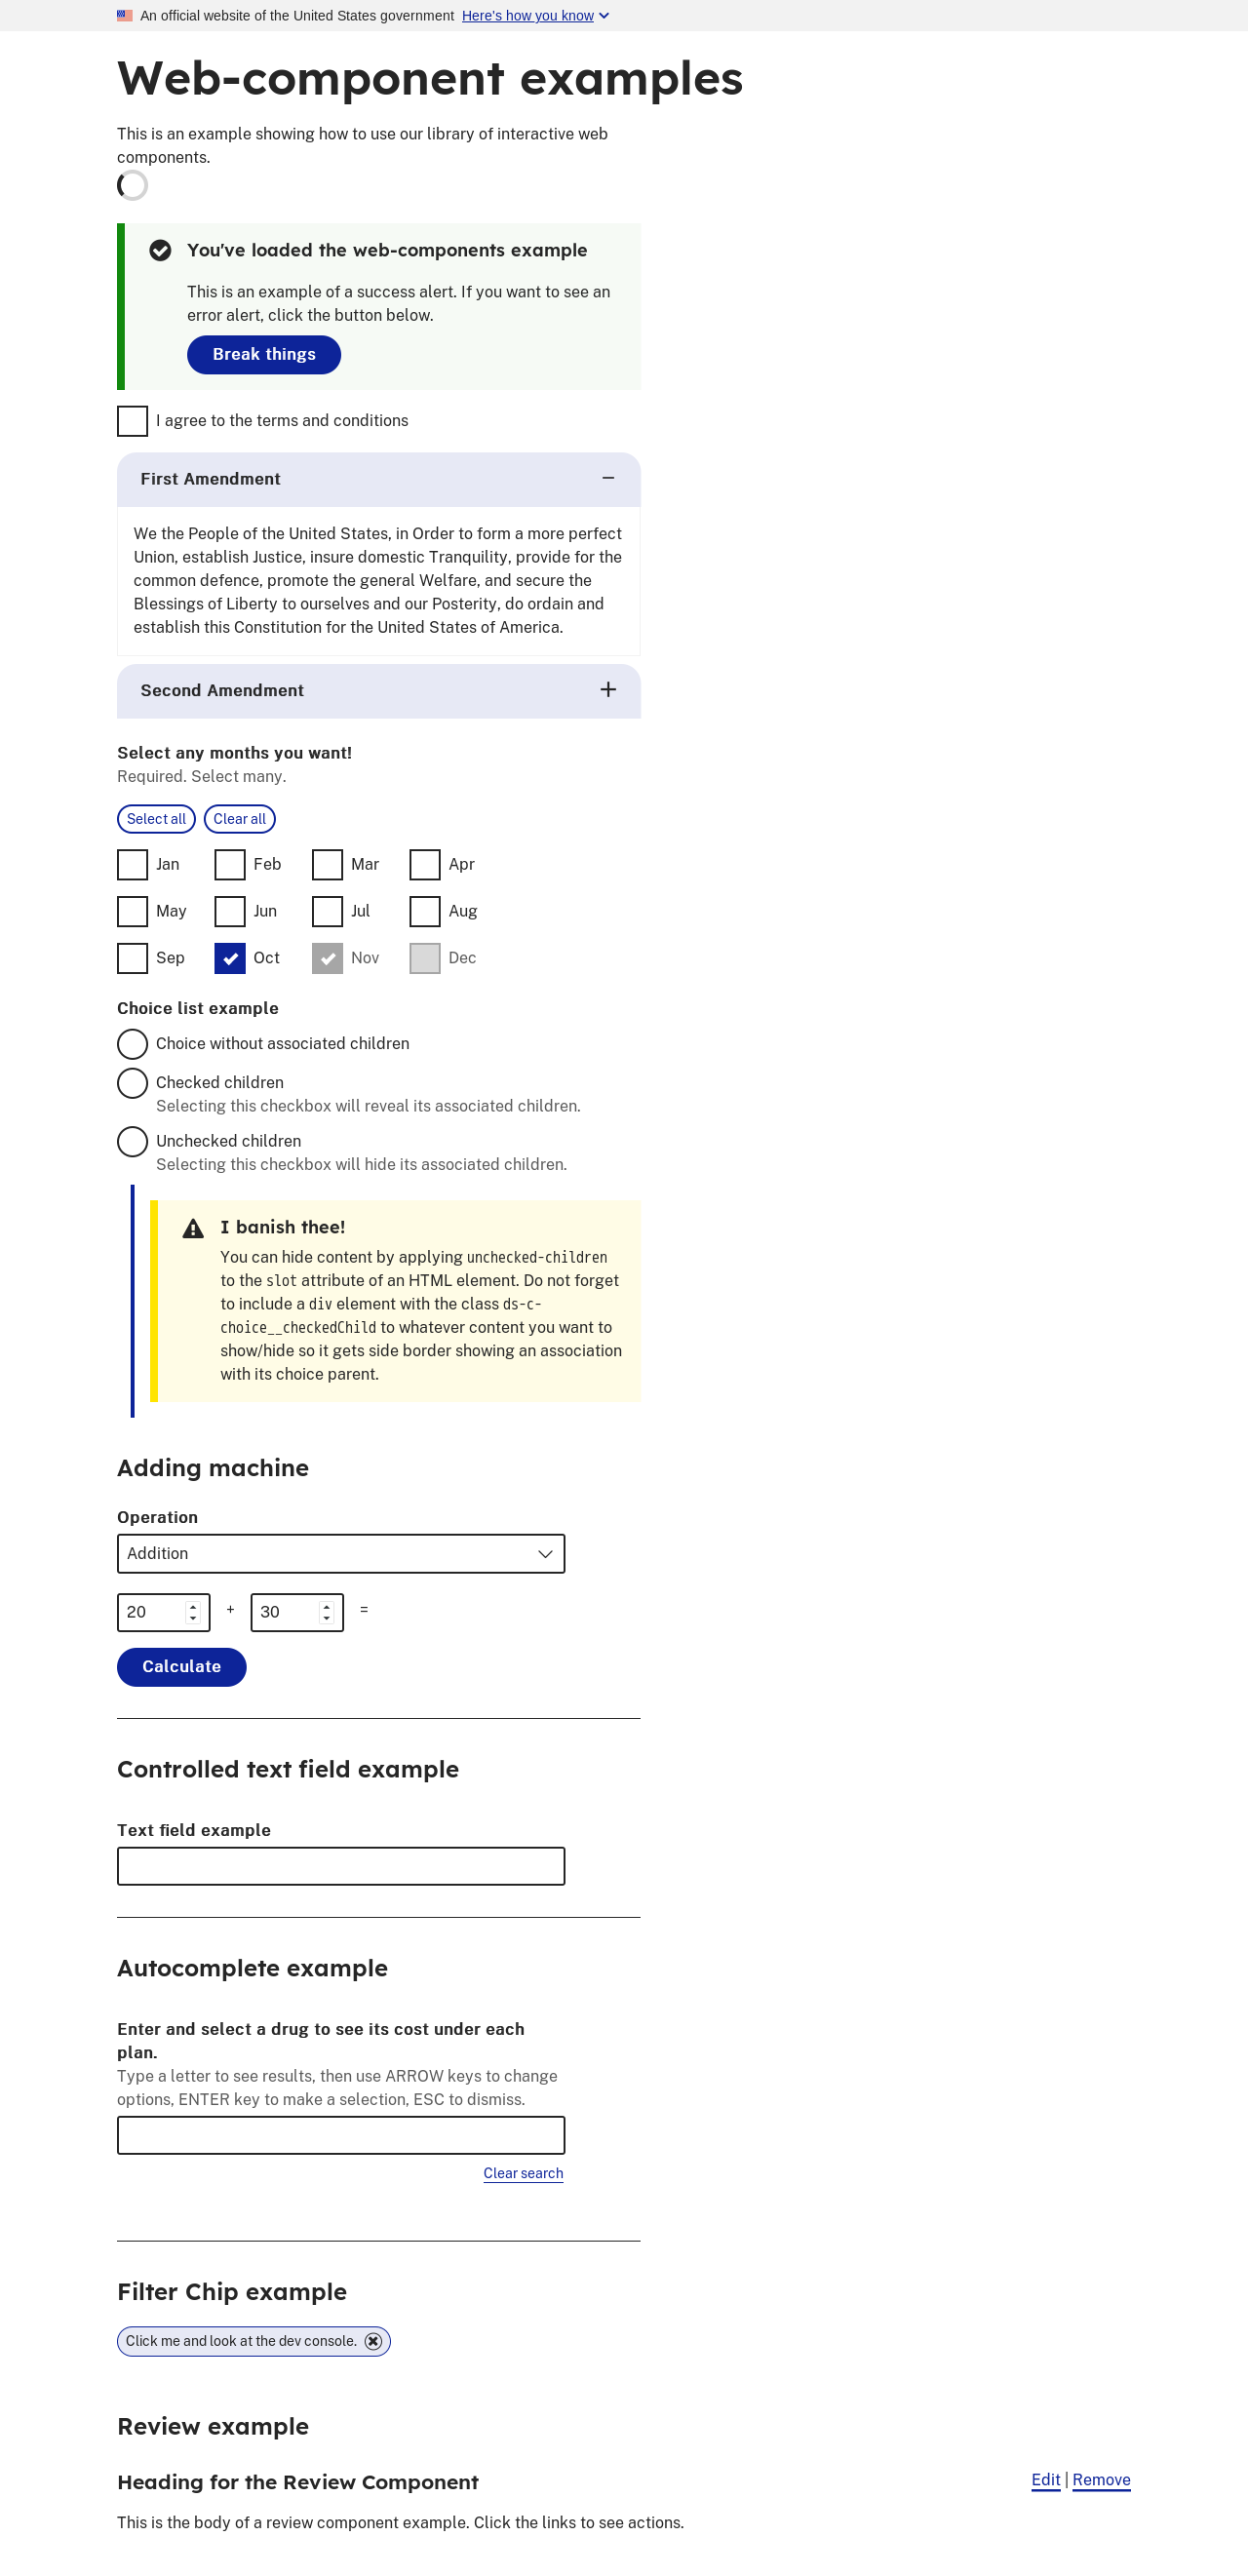 An official website of the United States government Here's how you know
Web-component examples
This is an example showing how to use our library of interactive web
components.
You've loaded the web-components example
This is an example of a success alert. If you want to see an
error alert, click the button below.
Break things
I agree to the terms and conditions
First Amendment
We the People of the United States, in Order to form a more perfect
Union, establish Justice, insure domestic Tranquility, provide for the
common defence, promote the general Welfare, and secure the
Blessings of Liberty to ourselves and our Posterity, do ordain and
establish this Constitution for the United States of America.
Second Amendment
Select any months you want!
Required. Select many.
Select all Clear all
Jan Feb Mar Apr
May Jun Jul Aug
Sep Oct Nov Dec
Choice list example
Choice without associated children
Checked children
Selecting this checkbox will reveal its associated children.
Unchecked children
Selecting this checkbox will hide its associated children.
I banish thee!
You can hide content by applying unchecked-children
to the slot attribute of an HTML element. Do not forget
to include a div element with the class ds-c-
choice__checkedChild to whatever content you want to
show/hide so it gets side border showing an association
with its choice parent.
Adding machine
Operation
Addition
20 + 30 =
Calculate
Controlled text field example
Text field example
Autocomplete example
Enter and select a drug to see its cost under each
plan.
Type a letter to see results, then use ARROW keys to change
options, ENTER key to make a selection, ESC to dismiss.
Clear search
Filter Chip example
Click me and look at the dev console.
Review example
Heading for the Review Component Edit | Remove
This is the body of a review component example. Click the links to see actions.